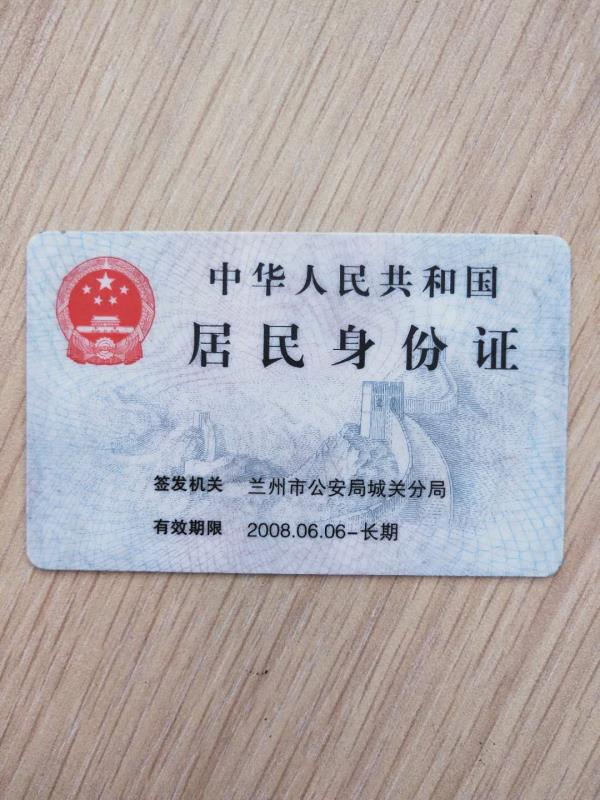 中华人民共和国
居民身份证
签发机关 兰州市公安局城关分局
有效期限 2008.06.06-长期